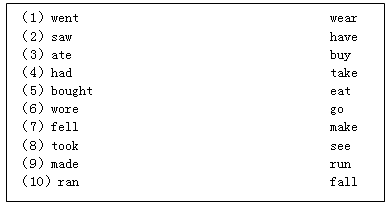 (1) went wear
(2) saw have
(3) ate buy
(4) had take
(5) bought eat
(6) wore go
(7) fell make
(8) took see
(9) made run
(10) ran fall